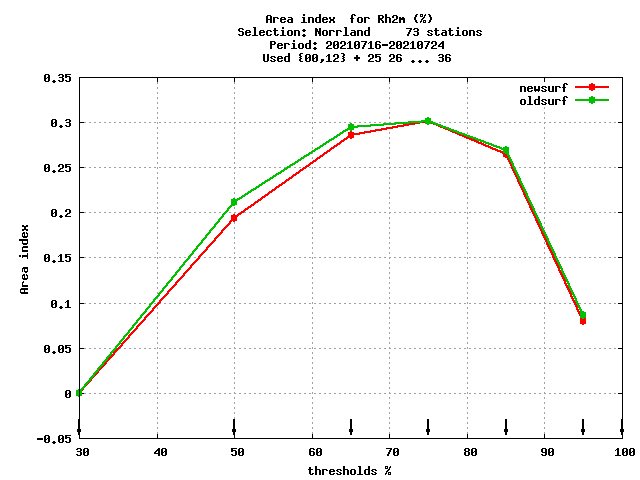 Area index  for Rh2m (%)
Selection: Norrland     73 stations
Period: 20210716-20210724
Used {00,12} + 25 26 ... 36
0.35
0.3
0.25
0.2
0.15
0.1
0.05
0
-0.05
Area index
newsurf
oldsurf
30 40 50 60 70 80 90 100
thresholds %